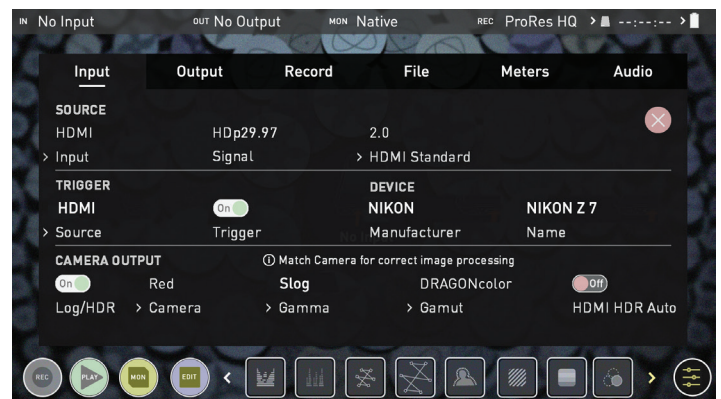 IN No Input OUT No Output MON Native REC ProRes HQ > --:--:-- >
Input Output Record File Meters Audio
SOURCE
HDMI HDp29.97 2.0
> Input Signal > HDMI Standard
TRIGGER DEVICE
HDMI On NIKON NIKON Z 7
> Source Trigger Manufacturer Name
CAMERA OUTPUT Match Camera for correct image processing
On Red Slog DRAGONcolor Off
Log/HDR > Camera > Gamma > Gamut HDMI HDR Auto
REC PLAY MON EDIT < >